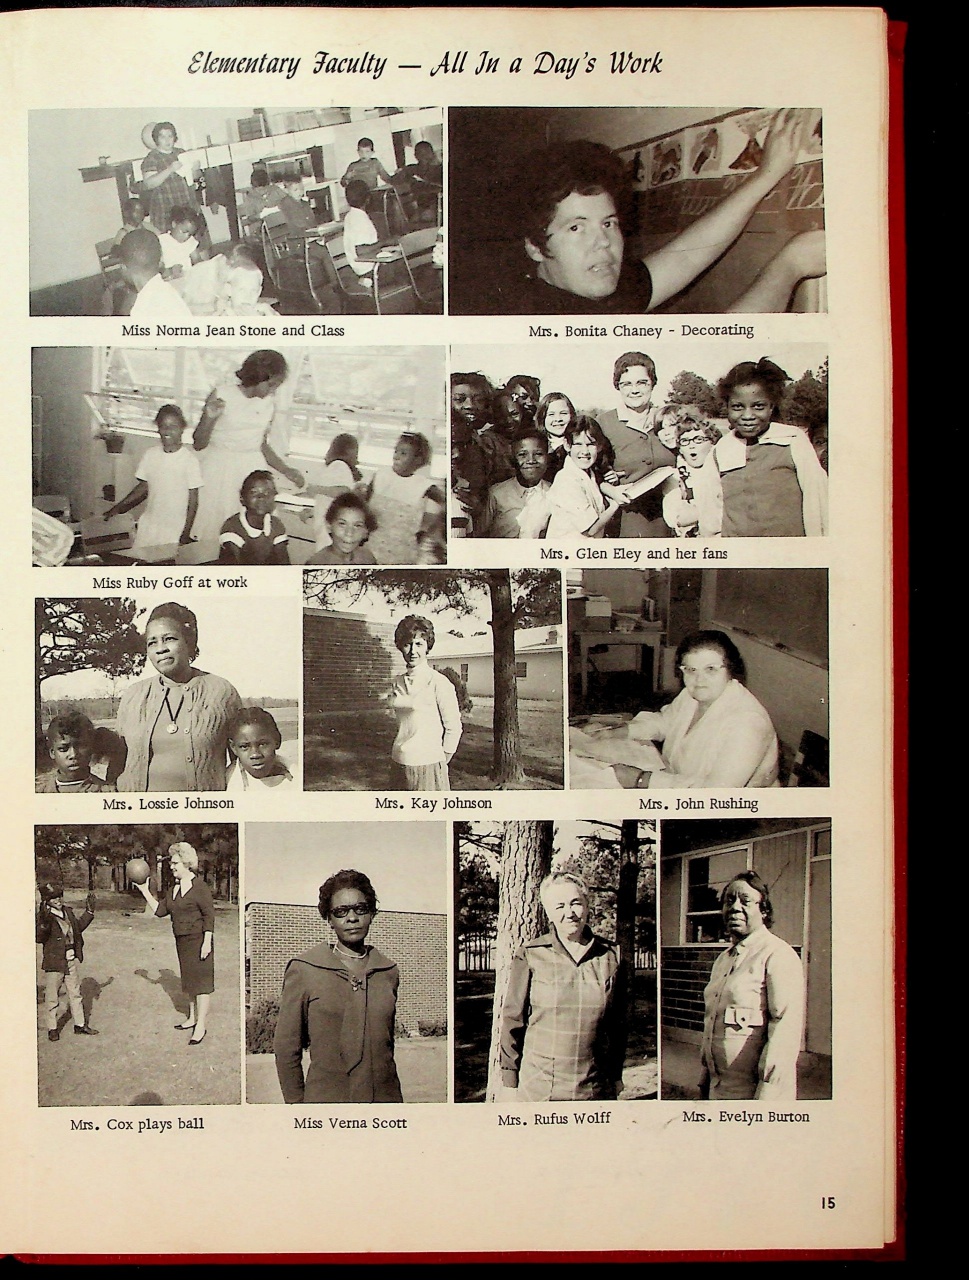 Elementary Faculty — All In a Day's Work
Miss Norma Jean Stone and Class
Mrs. Bonita Chaney - Decorating
Miss Ruby Goff at work
Mrs. Glen Eley and her fans
Mrs. Lossie Johnson
Mrs. Kay Johnson
Mrs. John Rushing
Mrs. Cox plays ball
Miss Verna Scott
Mrs. Rufus Wolff
Mrs. Evelyn Burton
15